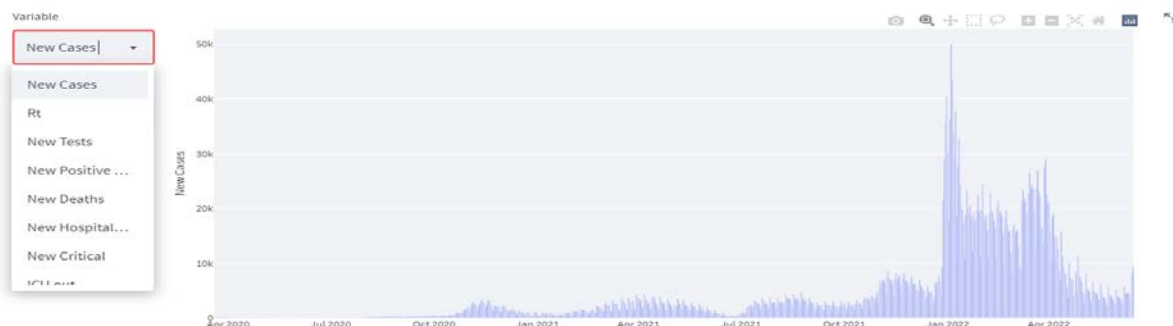 Variable
New Cases
New Cases
Rt
New Tests
New Positive ...
New Deaths
New Hospital...
New Critical
ICU out
New Cases
50k
40k
30k
20k
10k
0
Apr 2020
Jul 2020
Oct 2020
Jan 2021
Apr 2021
Jul 2021
Oct 2021
Jan 2022
Apr 2022